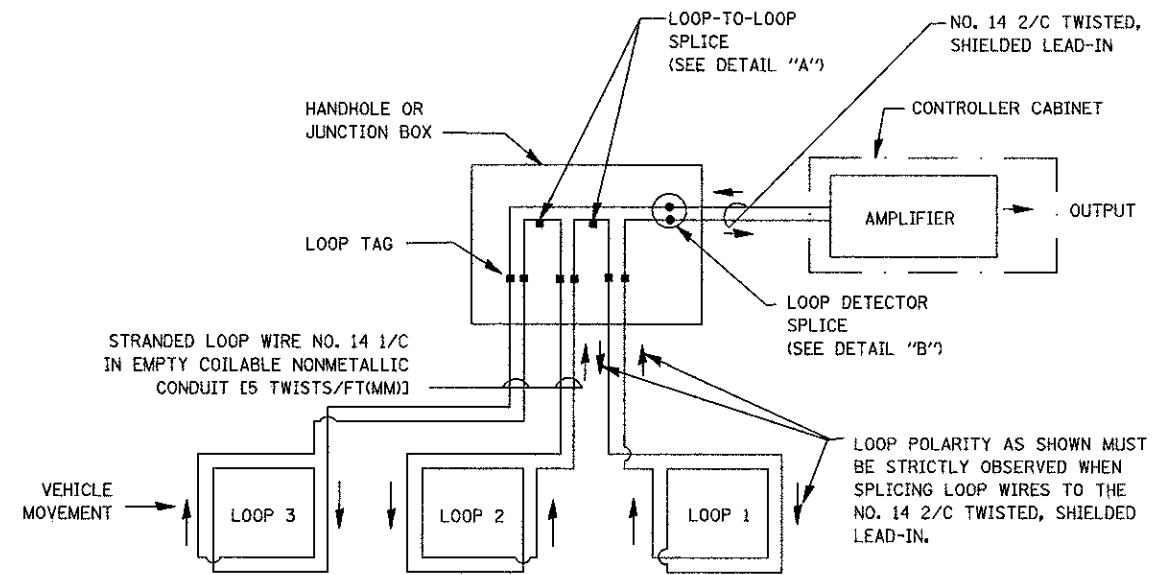 LOOP-TO-LOOP
SPLICE
(SEE DETAIL "A")
NO. 14 2/C TWISTED,
SHIELDED LEAD-IN
HANDHOLE OR
JUNCTION BOX
CONTROLLER CABINET
AMPLIFIER
OUTPUT
LOOP TAG
LOOP DETECTOR
SPLICE
(SEE DETAIL "B")
STRANDED LOOP WIRE NO. 14 1/C
IN EMPTY COILABLE NONMETALLIC
CONDUIT [5 TWISTS/FT(MM)]
LOOP POLARITY AS SHOWN MUST
BE STRICTLY OBSERVED WHEN
SPLICING LOOP WIRES TO THE
NO. 14 2/C TWISTED, SHIELDED
LEAD-IN.
VEHICLE
MOVEMENT
LOOP 3
LOOP 2
LOOP 1